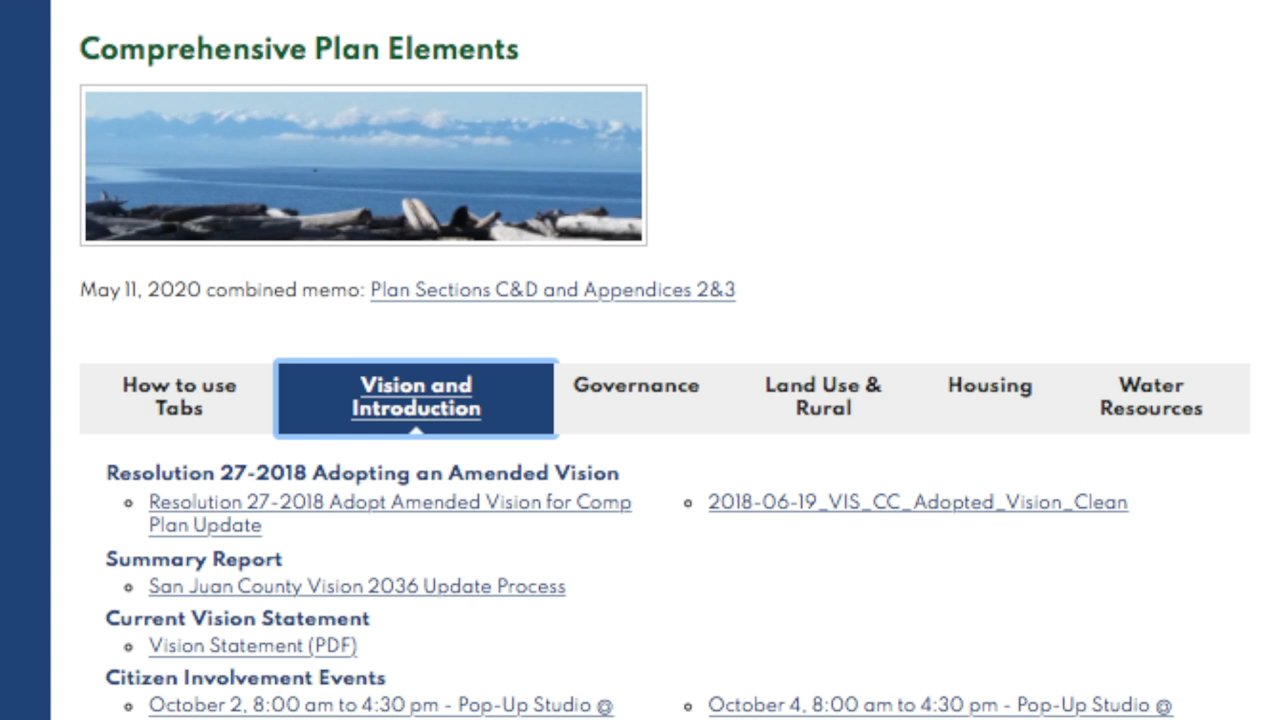 Comprehensive Plan Elements
May 11, 2020 combined memo: Plan Sections C&D and Appendices 2&3
How to use
Tabs
Vision and
Introduction
Governance
Land Use &
Rural
Housing
Water
Resources
Resolution 27-2018 Adopting an Amended Vision
Resolution 27-2018 Adopt Amended Vision for Comp
Plan Update
2018-06-19_VIS_CC_Adopted_Vision_Clean
Summary Report
San Juan County Vision 2036 Update Process
Current Vision Statement
Vision Statement (PDF)
Citizen Involvement Events
October 2, 8:00 am to 4:30 pm - Pop-Up Studio @
October 4, 8:00 am to 4:30 pm - Pop-Up Studio @